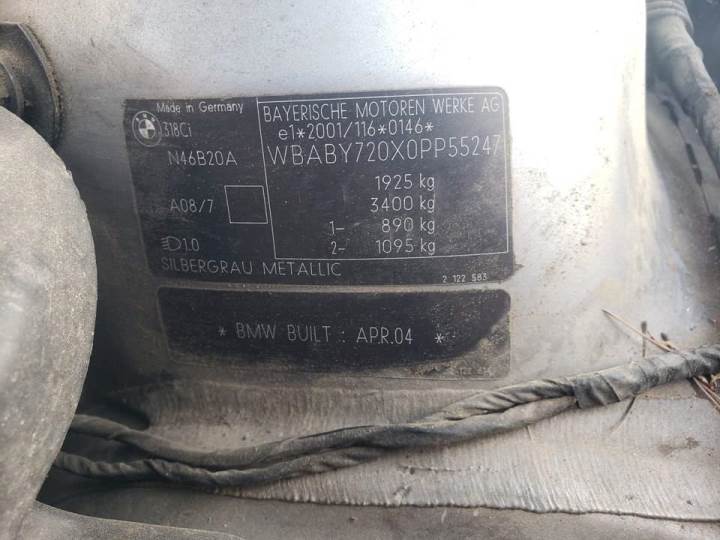 Made in Germany
BMW
318Ci
N46B20A
A08/7
1.0
SILBERGRAU METALLIC
BAYERISCHE MOTOREN WERKE AG
e1*2001/116*0146*
WBABY720X0PP55247
1925 kg
3400 kg
1- 890 kg
2- 1095 kg
2 122 583
* BMW BUILT : APR.04 *